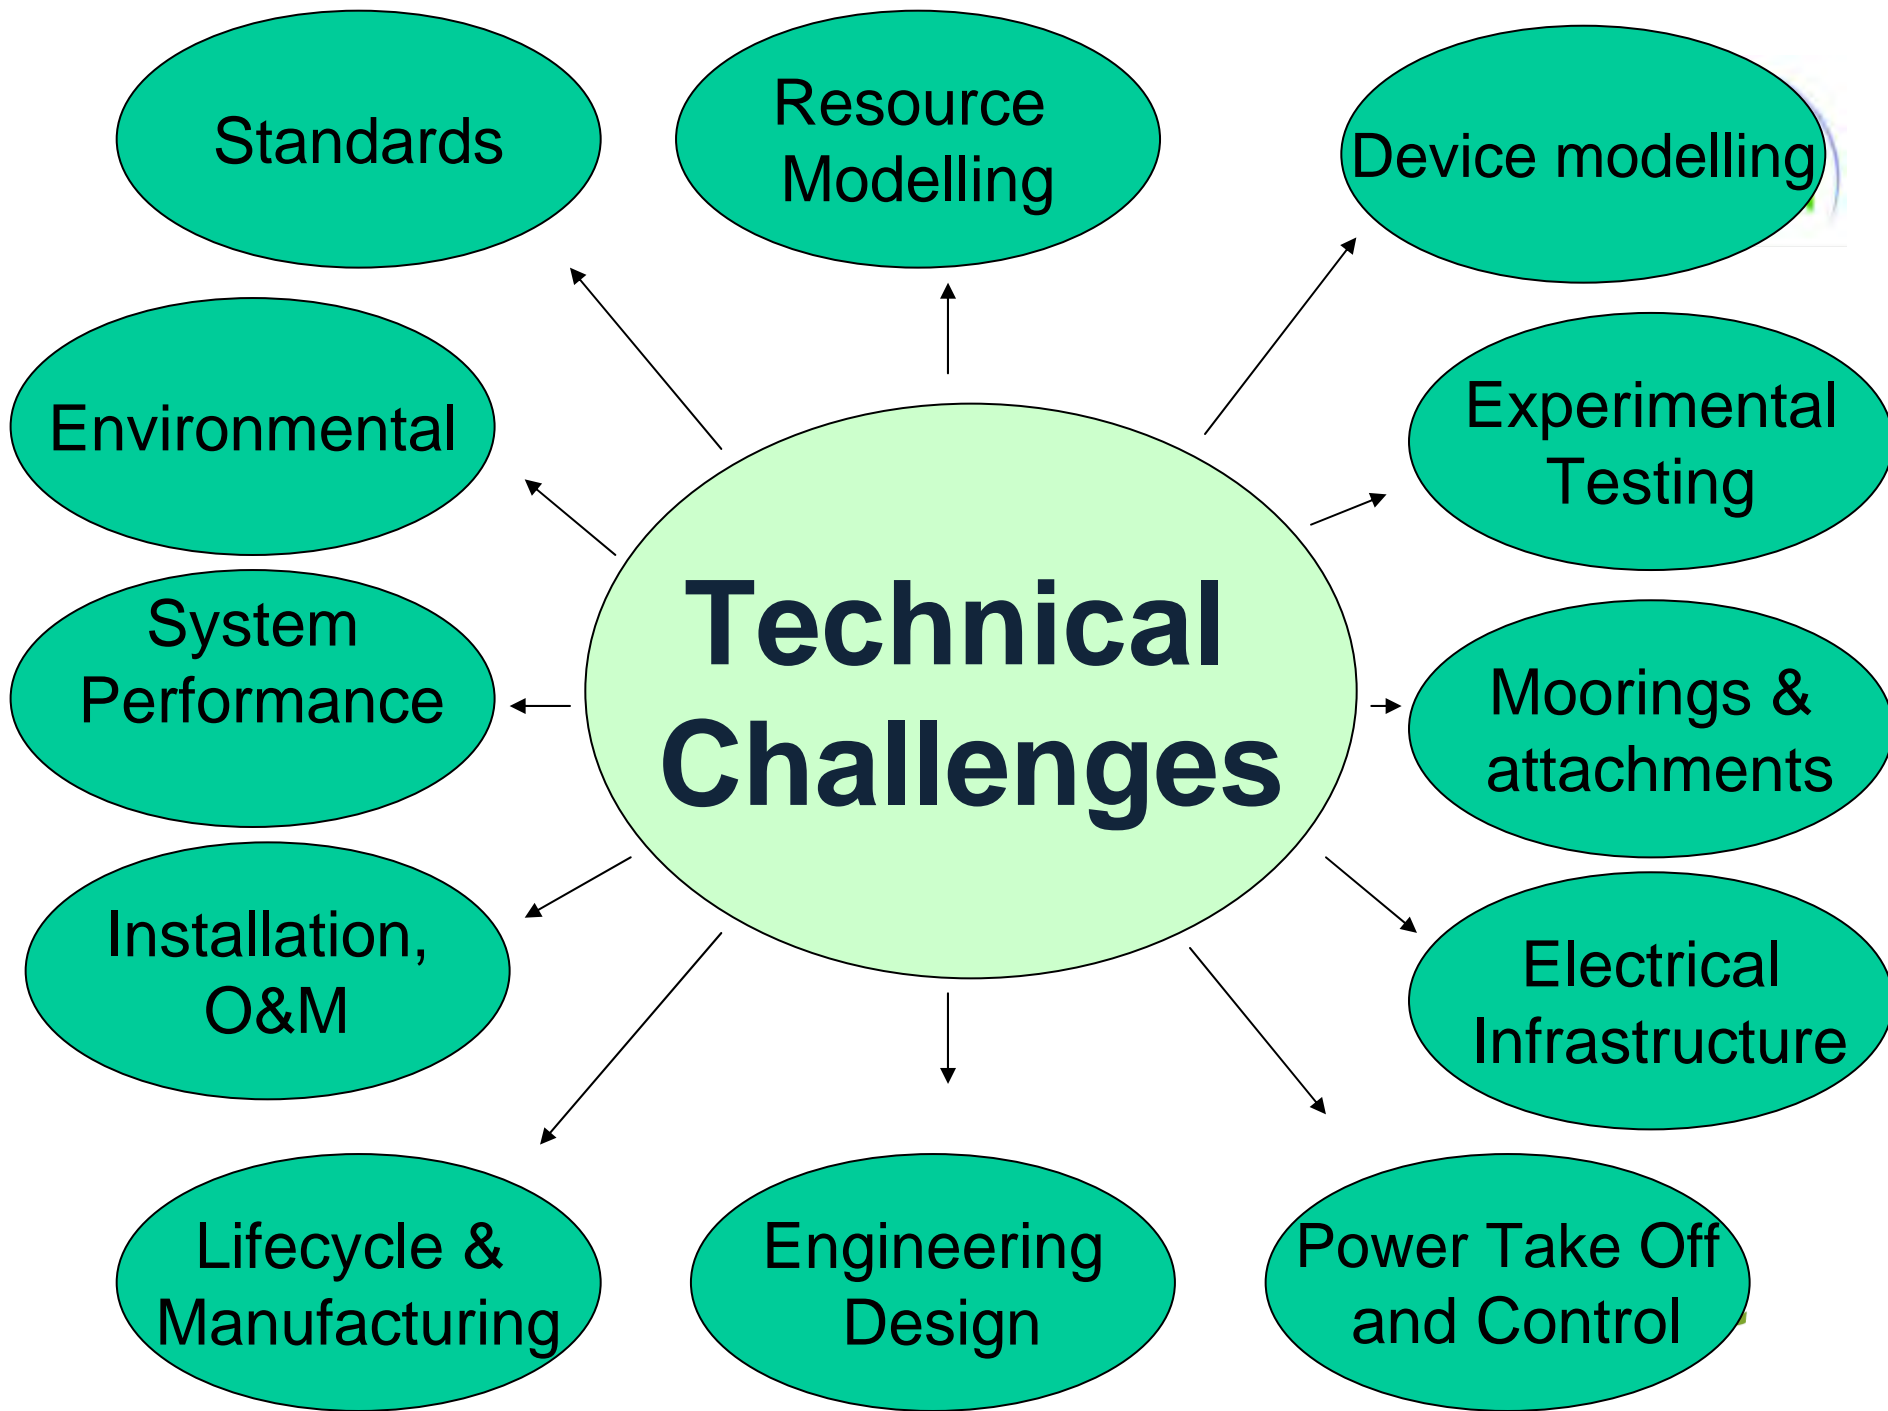 Standards
Resource
Modelling
Device modelling
Environmental
Experimental
Testing
System
Performance
Technical
Challenges
Moorings &
attachments
Installation,
O&M
Electrical
Infrastructure
Lifecycle &
Manufacturing
Engineering
Design
Power Take Off
and Control